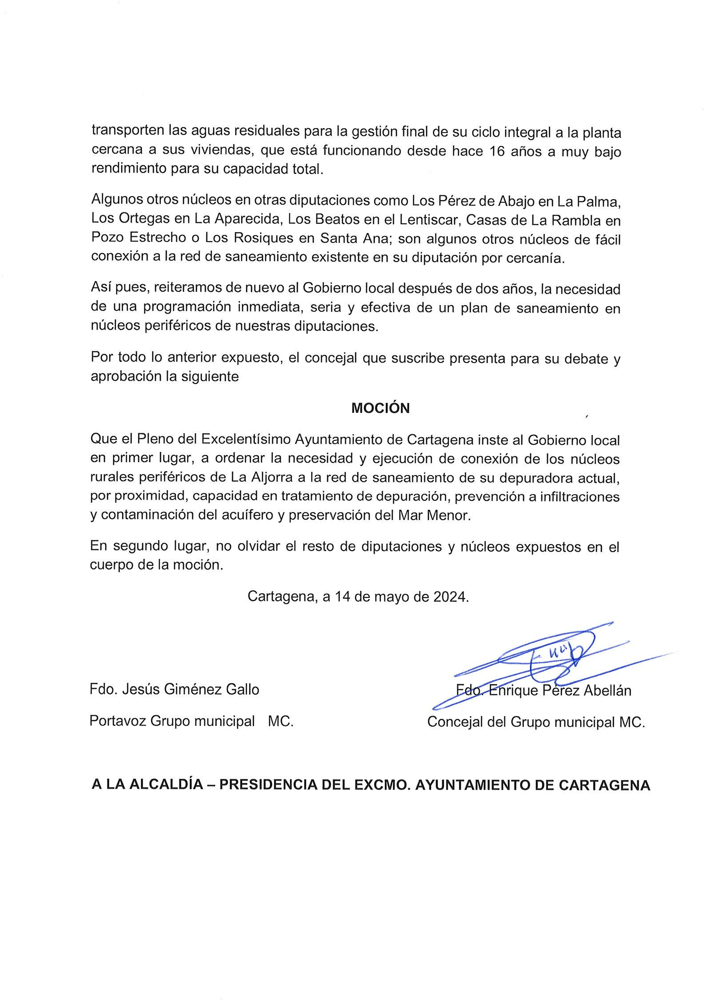 transporten las aguas residuales para la gestión final de su ciclo integral a la planta
cercana a sus viviendas, que está funcionando desde hace 16 años a muy bajo
rendimiento para su capacidad total.
Algunos otros núcleos en otras diputaciones como Los Pérez de Abajo en La Palma,
Los Ortegas en La Aparecida, Los Beatos en el Lentiscar, Casas de La Rambla en
Pozo Estrecho o Los Rosiques en Santa Ana; son algunos otros núcleos de fácil
conexión a la red de saneamiento existente en su diputación por cercanía.
Así pues, reiteramos de nuevo al Gobierno local después de dos años, la necesidad
de una programación inmediata, seria y efectiva de un plan de saneamiento en
núcleos periféricos de nuestras diputaciones.
Por todo lo anterior expuesto, el concejal que suscribe presenta para su debate y
aprobación la siguiente
MOCIÓN
Que el Pleno del Excelentísimo Ayuntamiento de Cartagena inste al Gobierno local
en primer lugar, a ordenar la necesidad y ejecución de conexión de los núcleos
rurales periféricos de La Aljorra a la red de saneamiento de su depuradora actual,
por proximidad, capacidad en tratamiento de depuración, prevención a infiltraciones
y contaminación del acuífero y preservación del Mar Menor.
En segundo lugar, no olvidar el resto de diputaciones y núcleos expuestos en el
cuerpo de la moción.
Cartagena, a 14 de mayo de 2024.
Fdo. Jesús Giménez Gallo
Fdo. Enrique Pérez Abellán
Portavoz Grupo municipal MC.
Concejal del Grupo municipal MC.
A LA ALCALDÍA – PRESIDENCIA DEL EXCMO. AYUNTAMIENTO DE CARTAGENA